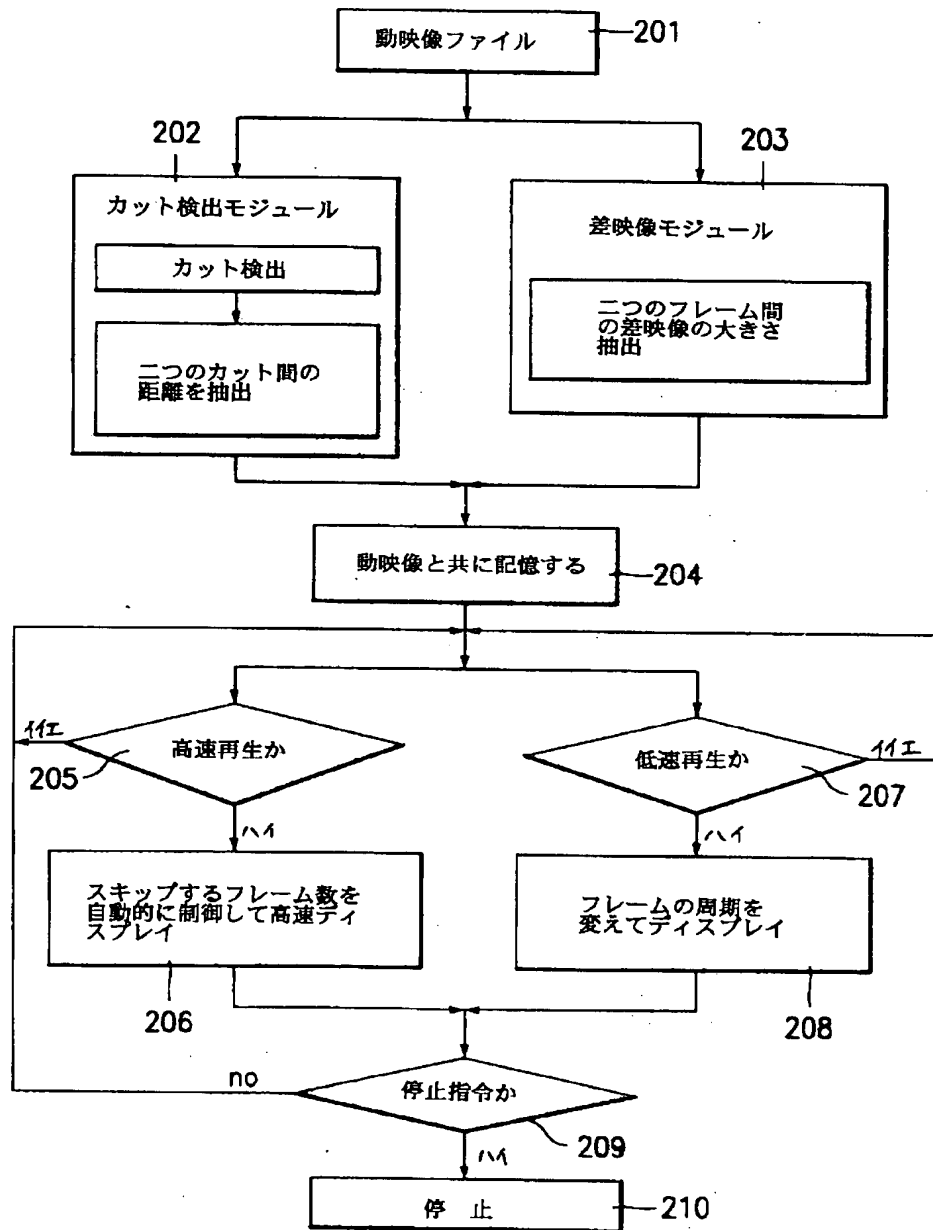 動映像ファイル
201
202
203
カット検出モジュール
カット検出
二つのカット間の
距離を抽出
差映像モジュール
二つのフレーム間
の差映像の大きさ
抽出
動映像と共に記憶する
204
イイエ
高速再生か
205
ハイ
低速再生か
イイエ
207
ハイ
スキップするフレーム数を
自動的に制御して高速ディ
スプレイ
206
フレームの周期を
変えてディスプレイ
208
no
停止指令か
209
ハイ
停 止
210